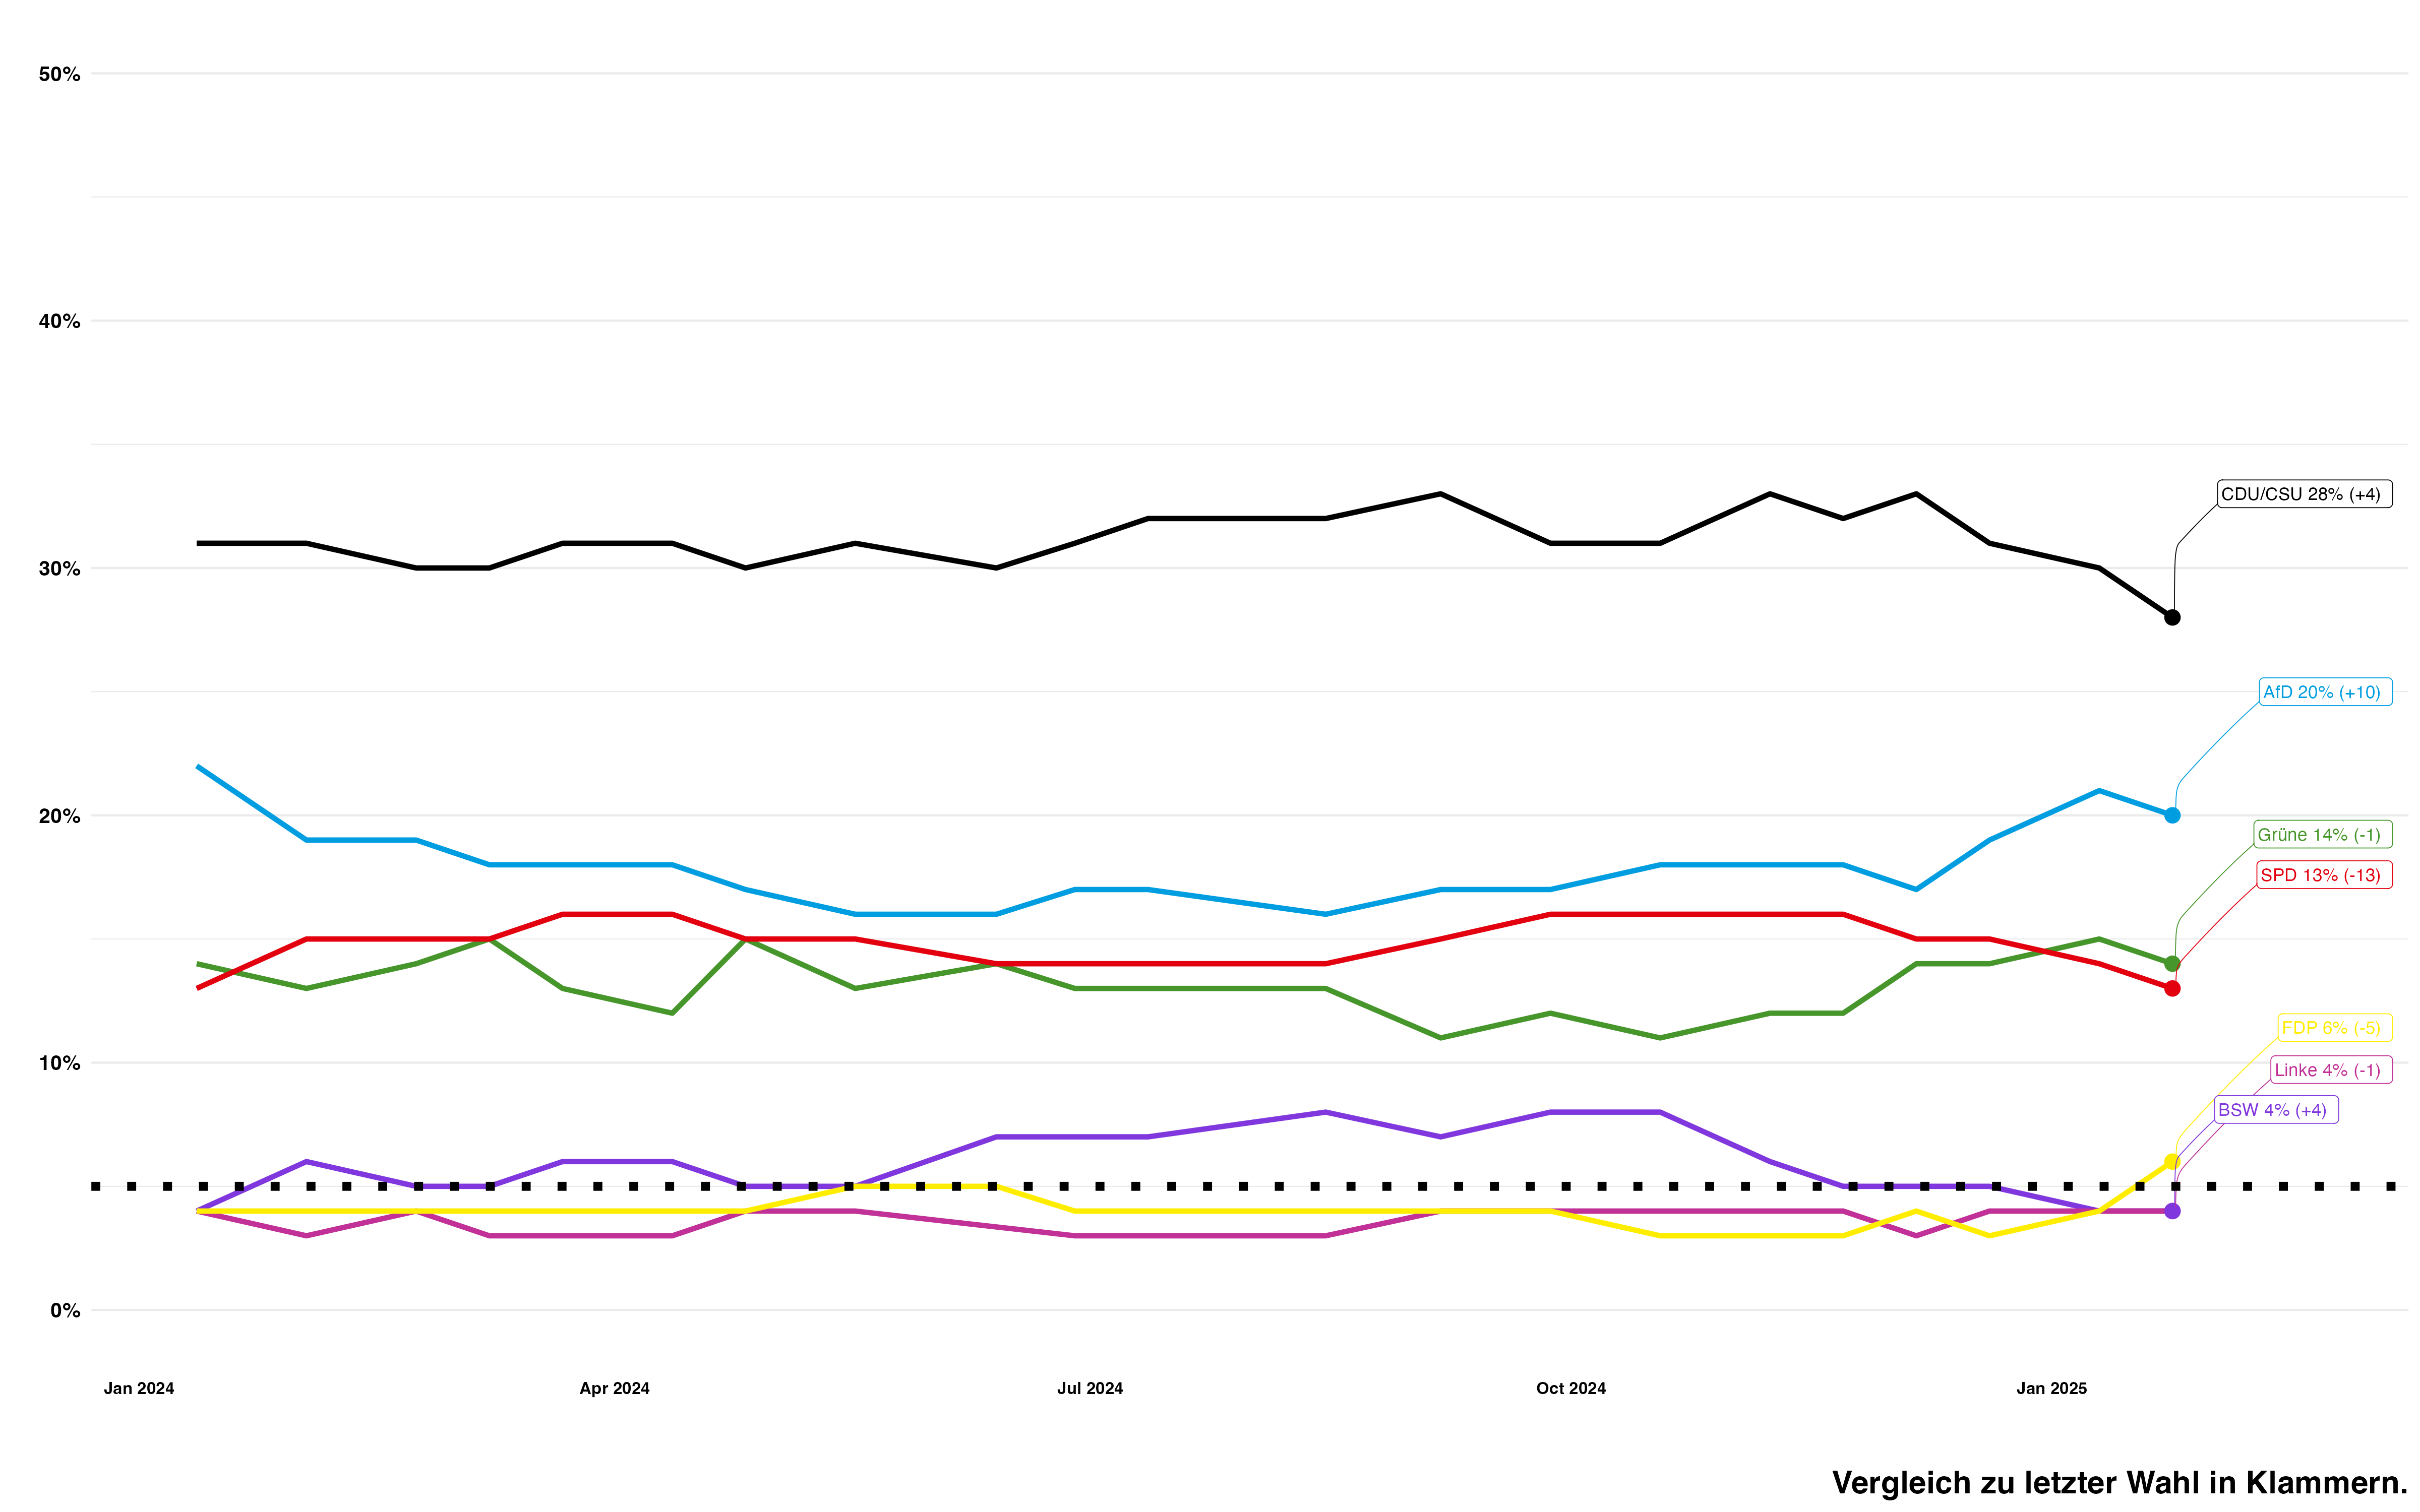 50%
40%
30%
20%
10%
0%
CDU/CSU 28% (+4)
AfD 20% (+10)
Grüne 14% (-1)
SPD 13% (-13)
FDP 6% (-5)
Linke 4% (-1)
BSW 4% (+4)
Jan 2024 Apr 2024 Jul 2024 Oct 2024 Jan 2025
Vergleich zu letzter Wahl in Klammern.